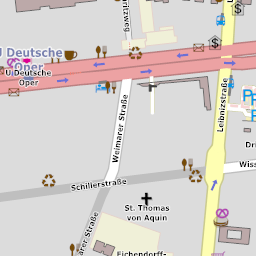 U Deutsche
Oper
U Deutsche
Oper
Weimarer Straße
Leibnizstraße
Schillerstraße
St. Thomas
von Aquin
Eichendorff-